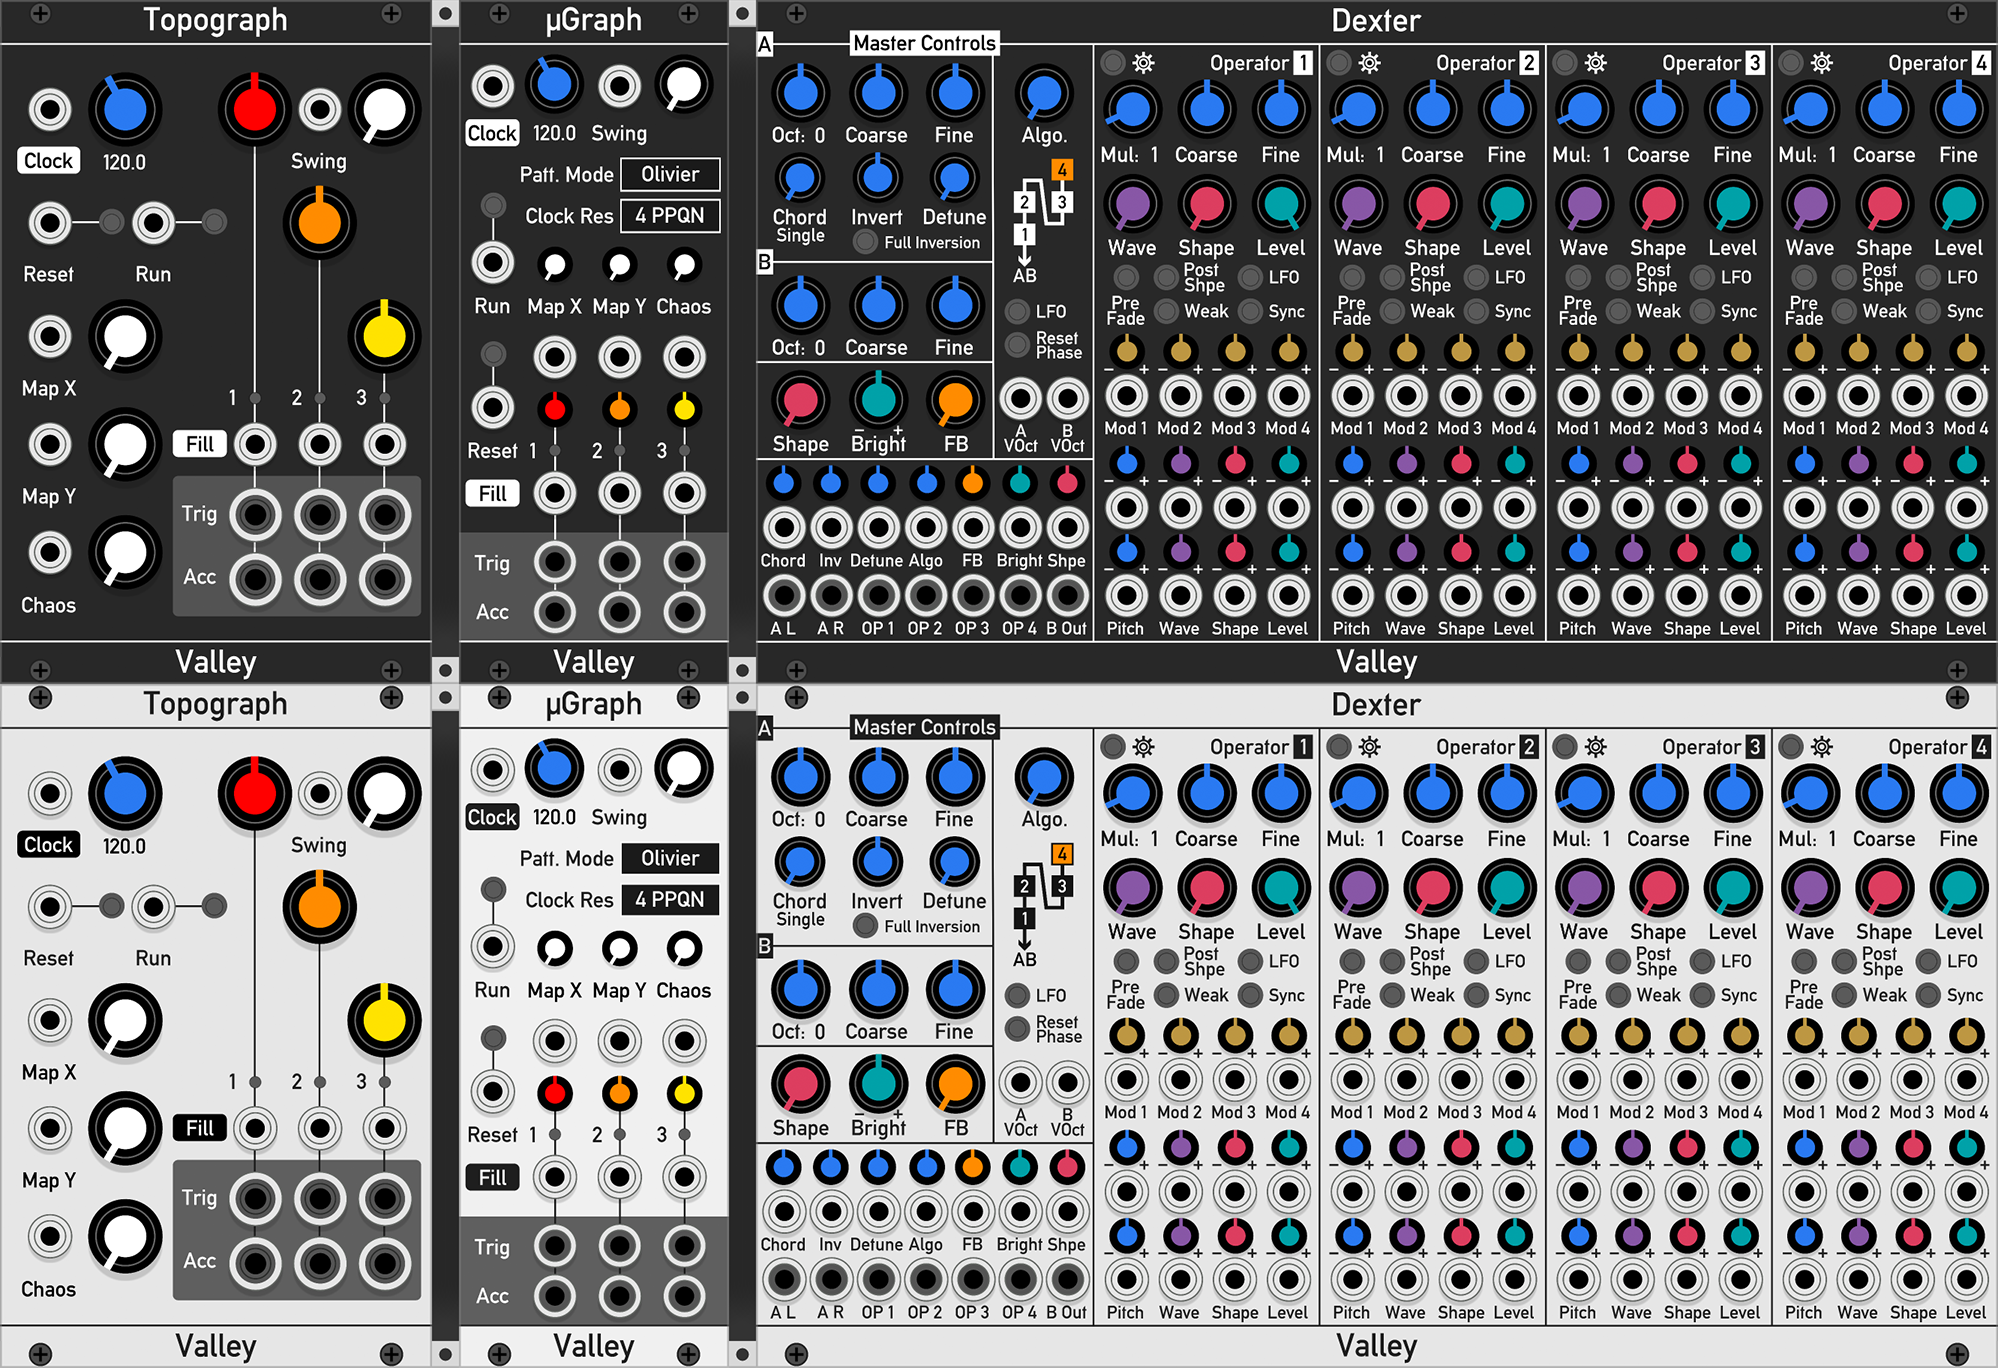 Topograph
Clock
120.0
Swing
Reset
Run
Map X
1 2 3
Fill
Map Y
Trig
Acc
Chaos
Valley
µGraph
Clock
120.0
Swing
Patt. Mode
Olivier
Clock Res
4 PPQN
Run
Map X
Map Y
Chaos
Reset
1 2 3
Fill
Trig
Acc
Valley
Dexter
A
Master Controls
Oct: 0
Coarse
Fine
Chord
Single
Invert
Detune
Full Inversion
B
Oct: 0
Coarse
Fine
Shape
− +
Bright
FB
Algo.
4
2 3
1
AB
LFO
Reset
Phase
A
VOct
B
VOct
Chord Inv Detune Algo FB Bright Shpe
A L A R OP 1 OP 2 OP 3 OP 4 B Out
Operator 1
Mul: 1 Coarse Fine
Wave Shape Level
Pre
Fade
Post
Shpe
LFO
Weak
Sync
− + − + − + − +
Mod 1 Mod 2 Mod 3 Mod 4
− + − + − + − +
− + − + − + − +
Pitch Wave Shape Level
Operator 2
Mul: 1 Coarse Fine
Wave Shape Level
Pre
Fade
Post
Shpe
LFO
Weak
Sync
− + − + − + − +
Mod 1 Mod 2 Mod 3 Mod 4
− + − + − + − +
− + − + − + − +
Pitch Wave Shape Level
Operator 3
Mul: 1 Coarse Fine
Wave Shape Level
Pre
Fade
Post
Shpe
LFO
Weak
Sync
− + − + − + − +
Mod 1 Mod 2 Mod 3 Mod 4
− + − + − + − +
− + − + − + − +
Pitch Wave Shape Level
Operator 4
Mul: 1 Coarse Fine
Wave Shape Level
Pre
Fade
Post
Shpe
LFO
Weak
Sync
− + − + − + − +
Mod 1 Mod 2 Mod 3 Mod 4
− + − + − + − +
− + − + − + − +
Pitch Wave Shape Level
Valley
Topograph
Clock
120.0
Swing
Reset
Run
Map X
1 2 3
Fill
Map Y
Trig
Acc
Chaos
Valley
µGraph
Clock
120.0
Swing
Patt. Mode
Olivier
Clock Res
4 PPQN
Run
Map X
Map Y
Chaos
Reset
1 2 3
Fill
Trig
Acc
Valley
Dexter
A
Master Controls
Oct: 0
Coarse
Fine
Chord
Single
Invert
Detune
Full Inversion
B
Oct: 0
Coarse
Fine
Shape
− +
Bright
FB
Algo.
4
2 3
1
AB
LFO
Reset
Phase
A
VOct
B
VOct
Chord Inv Detune Algo FB Bright Shpe
A L A R OP 1 OP 2 OP 3 OP 4 B Out
Operator 1
Mul: 1 Coarse Fine
Wave Shape Level
Pre
Fade
Post
Shpe
LFO
Weak
Sync
− + − + − + − +
Mod 1 Mod 2 Mod 3 Mod 4
− + − + − + − +
− + − + − + − +
Pitch Wave Shape Level
Operator 2
Mul: 1 Coarse Fine
Wave Shape Level
Pre
Fade
Post
Shpe
LFO
Weak
Sync
− + − + − + − +
Mod 1 Mod 2 Mod 3 Mod 4
− + − + − + − +
− + − + − + − +
Pitch Wave Shape Level
Operator 3
Mul: 1 Coarse Fine
Wave Shape Level
Pre
Fade
Post
Shpe
LFO
Weak
Sync
− + − + − + − +
Mod 1 Mod 2 Mod 3 Mod 4
− + − + − + − +
− + − + − + − +
Pitch Wave Shape Level
Operator 4
Mul: 1 Coarse Fine
Wave Shape Level
Pre
Fade
Post
Shpe
LFO
Weak
Sync
− + − + − + − +
Mod 1 Mod 2 Mod 3 Mod 4
− + − + − + − +
− + − + − + − +
Pitch Wave Shape Level
Valley